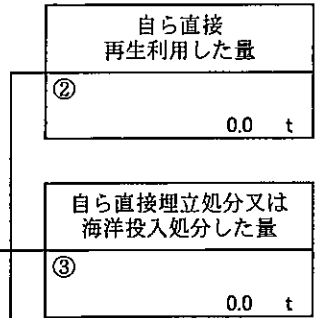 自ら直接
再生利用した量
②
0.0 t
自ら直接埋立処分又は
海洋投入処分した量
③
0.0 t